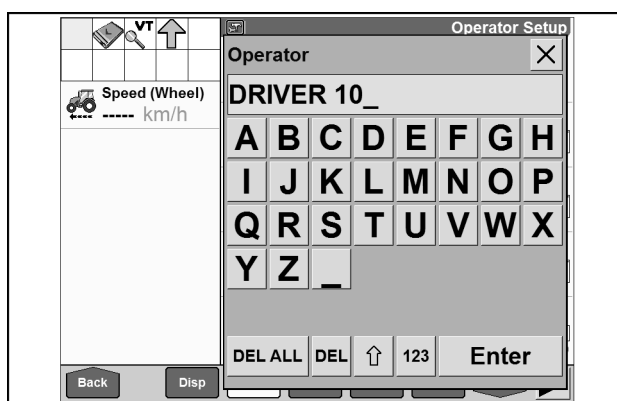 VT
Operator Setup
Operator
X
Speed (Wheel)
----- km/h
DRIVER 10_
A B C D E F G H
I J K L M N O P
Q R S T U V W X
Y Z _
DEL ALL DEL ⇧ 123 Enter
Back Disp